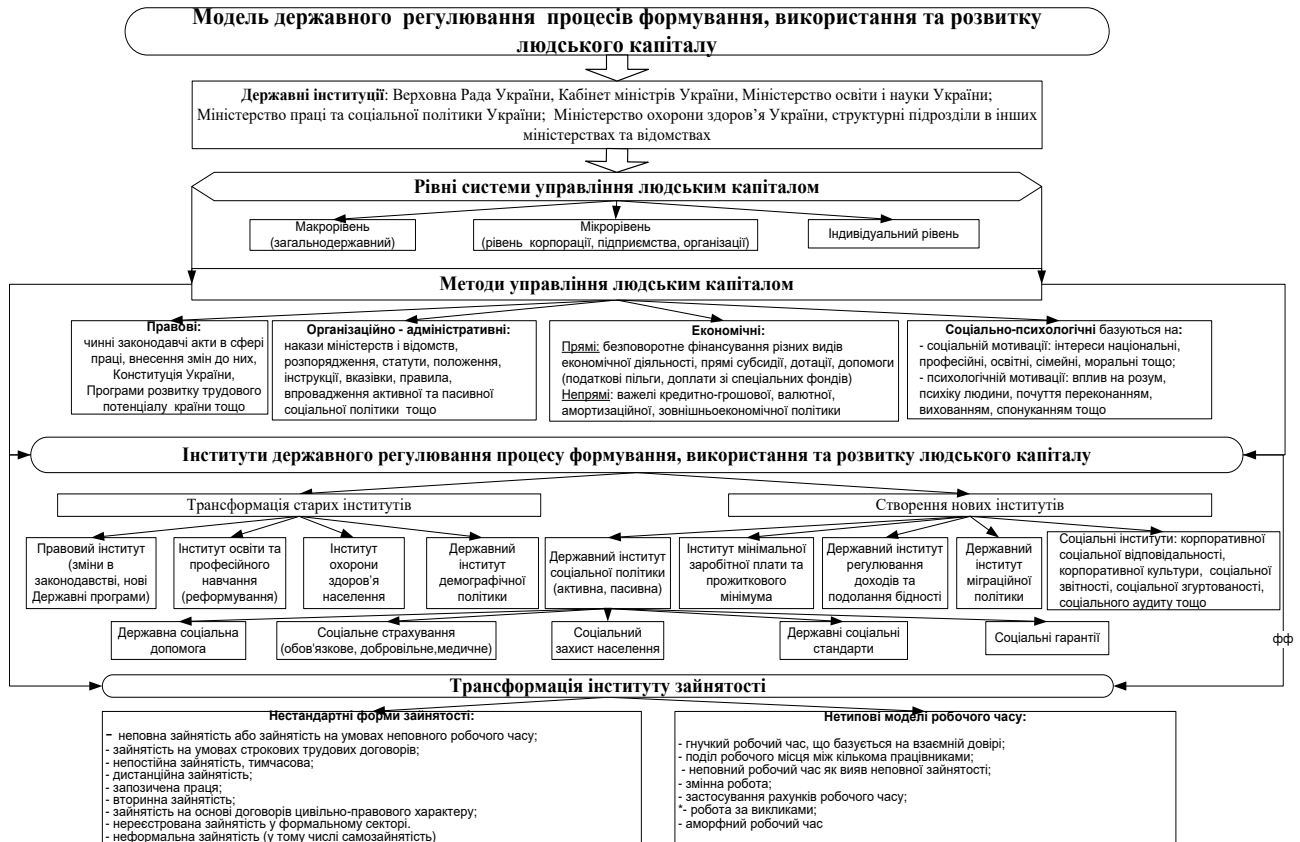 Модель державного регулювання процесів формування, використання та розвитку
людського капіталу
Державні інституції: Верховна Рада України, Кабінет міністрів України, Міністерство освіти і науки України;
Міністерство праці та соціальної політики України; Міністрерство охорони здоров'я України, структурні підрозділи в інших
міністерствах та відомствах
Рівні системи управління людським капіталом
Макрорівень
(загальнодержавний)
Мікрорівень
(рівень корпорації, підприємства, організації)
Індивідуальний рівень
Методи управління людським капіталом
Правові:
чинні законодавчі акти в сфері
праці, внесення змін до них,
Конституція України,
Програми розвитку трудового
потенціалу країни тощо
Організаційно - адміністративні:
накази міністерств і відомств,
розпорядження, статути, положення,
інструкції, вказівки, правила,
впровадження активної та пасивної
соціальної політики тощо
Економічні:
Прямі: безповоротне фінансування різних видів
економічної діяльності, прямі субсидії, дотації, допомоги
(податкові пільги, доплати зі спеціальних фондів)
Непрямі: важелі кредитно-грошової, валютної,
амортизаційної, зовнішньоекономічної політики
Соціально-психологічні базуються на:
- соціальній мотивації: інтереси національні,
професійні, освітні, сімейні, моральні тощо;
- психологічній мотивації: вплив на розум,
психіку людини, почуття переконанням,
вихованням, спонуканням тощо
Інститути державного регулювання процесу формування, використання та розвитку людського капіталу
Трансформація старих інститутів
Створення нових інститутів
Правовий інститут
(зміни в
законодавстві, нові
Державні програми)
Інститут освіти та
професійного
навчання
(реформування)
Інститут
охорони
здоров'я
населення
Державний
інститут
демографічної
політики
Державний інститут
соціальної політики
(активна, пасивна)
Інститут мінімальної
заробітної плати та
прожиткового
мінімума
Державний інститут
регулювання
доходів та
подолання бідності
Державний
інститут
міграційної
політики
Соціальні інститути: корпоративної
соціальної відповідальності,
корпоративної культури, соціальної
звітності, соціальної згуртованості,
соціального аудиту тощо
Державна соціальна
допомога
Соціальне страхування
(обов'язкове, добровільне,медичне)
Соціальний
захист населення
Державні соціальні
стандарти
Соціальні гарантії
фф
Трансформація інституту зайнятості
Нестандартні форми зайнятості:
- неповна зайнятість або зайнятість на умовах неповного робочого часу;
- зайнятість на умовах строкових трудових договорів;
- непостійна зайнятість, тимчасова;
- дистанційна зайнятість;
- запозичена праця;
- вторинна зайнятість;
- зайнятість на основі договорів цивільно-правового характеру;
- нереєстрована зайнятість у формальному секторі.
- неформальна зайнятість (у тому числі самозайнятість)
Нетипові моделі робочого часу:
- гнучкий робочий час, що базується на взаємній довірі;
- поділ робочого місця між кількома працівниками;
- неповний робочий час як вияв неповної зайнятості;
- змінна робота;
- застосування рахунків робочого часу;
*- робота за викликами;
- аморфний робочий час